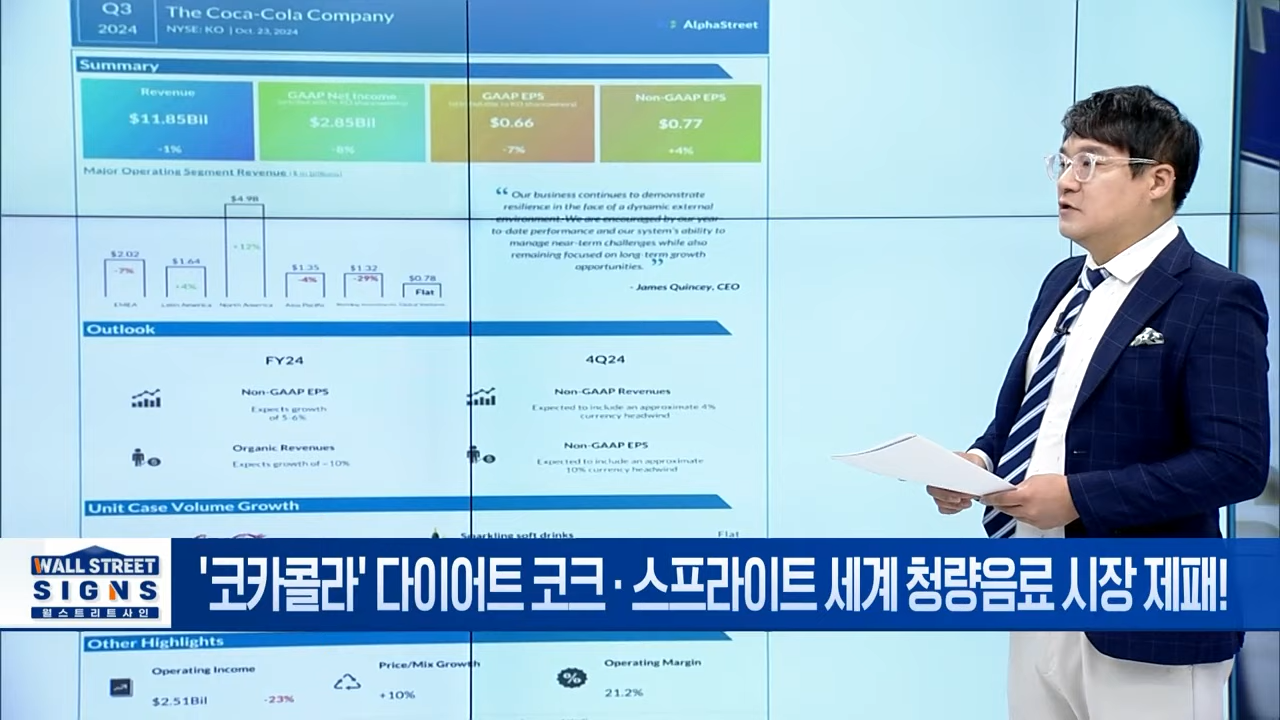 Q3
2024
The Coca-Cola Company
NYSE: KO | Oct. 23, 2024
AlphaStreet
Summary
Revenue
$11.85Bil
-1%
GAAP Net Income
$2.85Bil
-8%
GAAP EPS
$0.66
-7%
Non-GAAP EPS
$0.77
+4%
Major Operating Segment Revenue ($ in billions)
$2.02
-7%
EMEA
$1.64
+4%
Latin America
$4.98
+12%
North America
$1.35
-4%
Asia Pacific
$1.32
-29%
$0.78
Flat
“ Our business continues to demonstrate
resilience in the face of a dynamic external
environment. We are encouraged by our year-
to-date performance and our system's ability to
manage near-term challenges while also
remaining focused on long-term growth
opportunities. ”
- James Quincey, CEO
Outlook
FY24
Non-GAAP EPS
Expects growth
of 5-6%
Organic Revenues
Expects growth of ~10%
4Q24
Non-GAAP Revenues
Expected to include an approximate 4%
currency headwind
Non-GAAP EPS
Expected to include an approximate
10% currency headwind
Unit Case Volume Growth
Sparkling soft drinks
Flat
WALL STREET
SIGNS
월스트리트사인
'코카콜라' 다이어트 코크·스프라이트 세계 청량음료 시장 제패!
Other Highlights
Operating Income
$2.51Bil
-23%
Price/Mix Growth
+10%
%
Operating Margin
21.2%